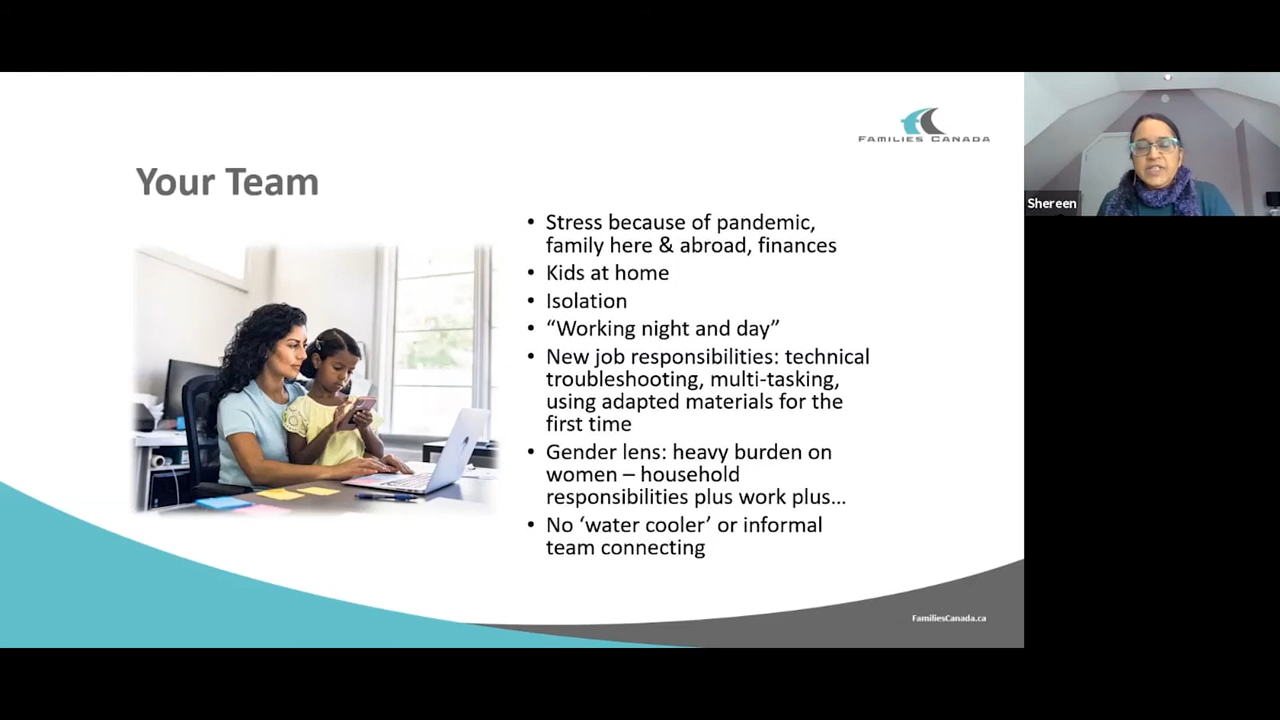 FAMILIES CANADA
Your Team
• Stress because of pandemic,
family here & abroad, finances
• Kids at home
• Isolation
• “Working night and day”
• New job responsibilities: technical
troubleshooting, multi-tasking,
using adapted materials for the
first time
• Gender lens: heavy burden on
women – household
responsibilities plus work plus...
• No ‘water cooler’ or informal
team connecting
FamiliesCanada.ca
Shereen